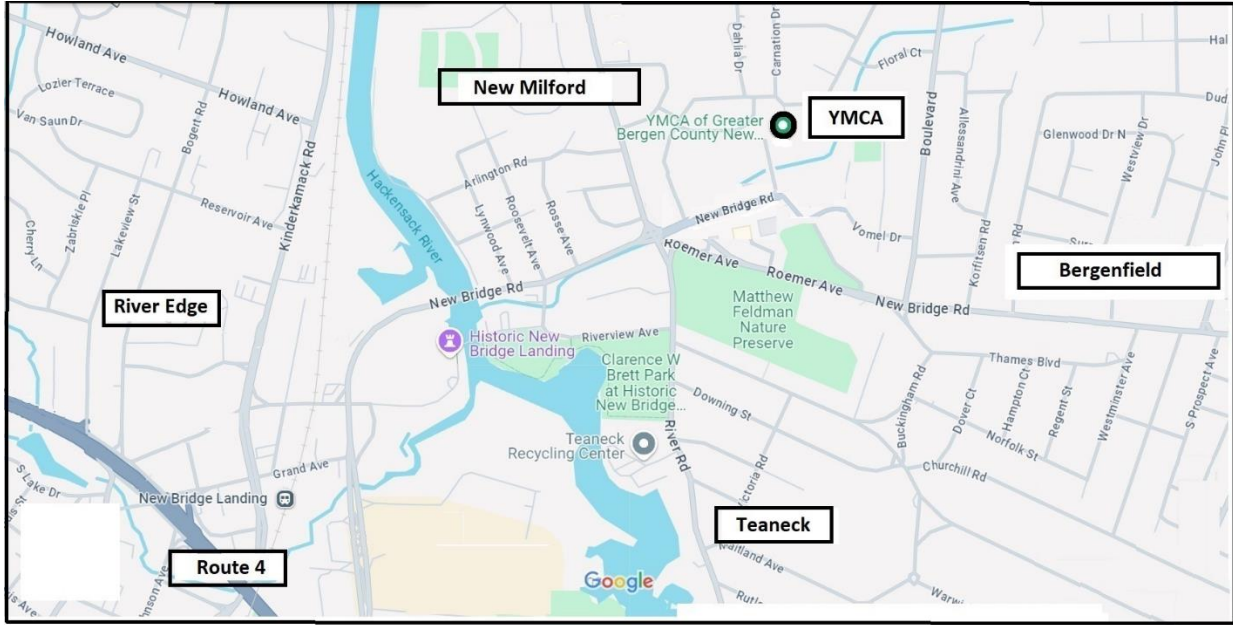 Howland Ave
Lozier Terrace
Van Saun Dr
Bogert Rd
Howland Ave
Reservoir Ave
Cherry Ln
Zabriskie Pl
Lakeview St
Kinderkamack Rd
River Edge
Hackensack River
New Milford
Arlington Rd
Lynwood Ave
Roosevelt Ave
Rosse Ave
New Bridge Rd
Historic New
Bridge Landing
Dahlia Dr
Carnation Dr
Floral Ct
YMCA of Greater
Bergen County New...
YMCA
Boulevard
Allessandrini Ave
Hal
Dud
Glenwood Dr N
Westview Dr
John Pl
New Bridge Rd
Vomel Dr
Korfitsen Rd
Bergenfield
Roemer Ave
Roemer Ave
New Bridge Rd
Matthew
Feldman
Nature
Preserve
Riverview Ave
Clarence W
Brett Park
at Historic
New Bridge...
Thames Blvd
Downing St
Buckingham Rd
Dover Ct
Hampton Ct
Regent St
Westminster Ave
S Prospect Ave
Norfolk St
Churchill Rd
Teaneck
Recycling Center
River Rd
Teaneck
Grand Ave
New Bridge Landing
S Lake Dr
Route 4
Google